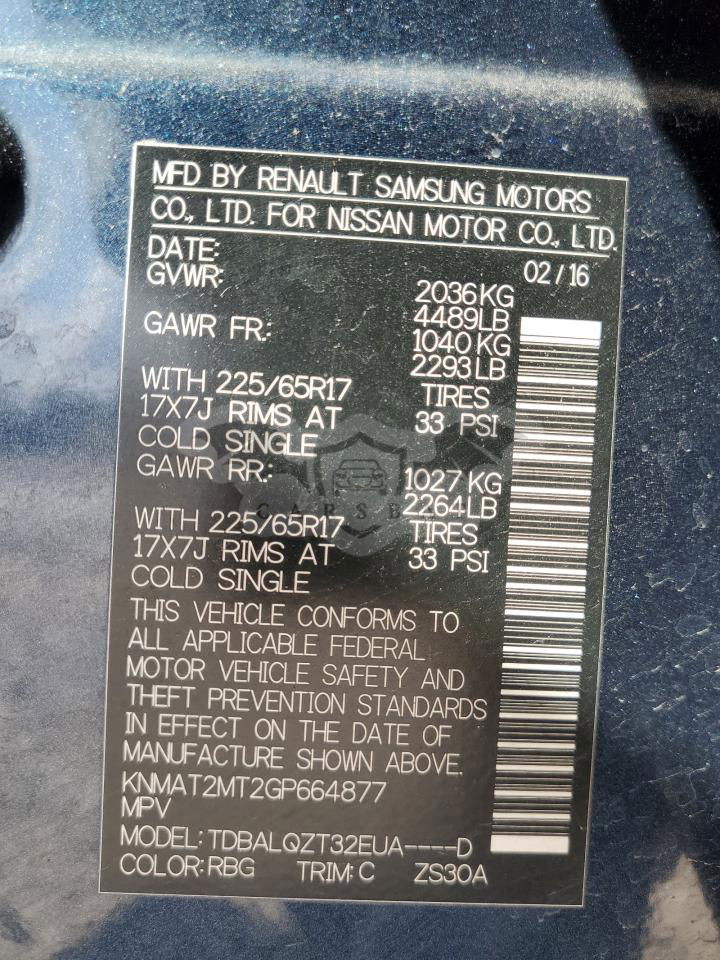 MFD BY RENAULT SAMSUNG MOTORS
CO., LTD. FOR NISSAN MOTOR CO., LTD.
DATE: 02/16
GVWR: 2036KG
4489LB
GAWR FR.: 1040KG
2293LB
WITH 225/65R17 TIRES
17X7J RIMS AT 33 PSI
COLD SINGLE
GAWR RR.: 1027KG
2264LB
WITH 225/65R17 TIRES
17X7J RIMS AT 33 PSI
COLD SINGLE
THIS VEHICLE CONFORMS TO
ALL APPLICABLE FEDERAL
MOTOR VEHICLE SAFETY AND
THEFT PREVENTION STANDARDS
IN EFFECT ON THE DATE OF
MANUFACTURE SHOWN ABOVE.
KNMAT2MT2GP664877
MPV
MODEL: TDBALQZT32EUA----D
COLOR: RBG TRIM: C ZS30A